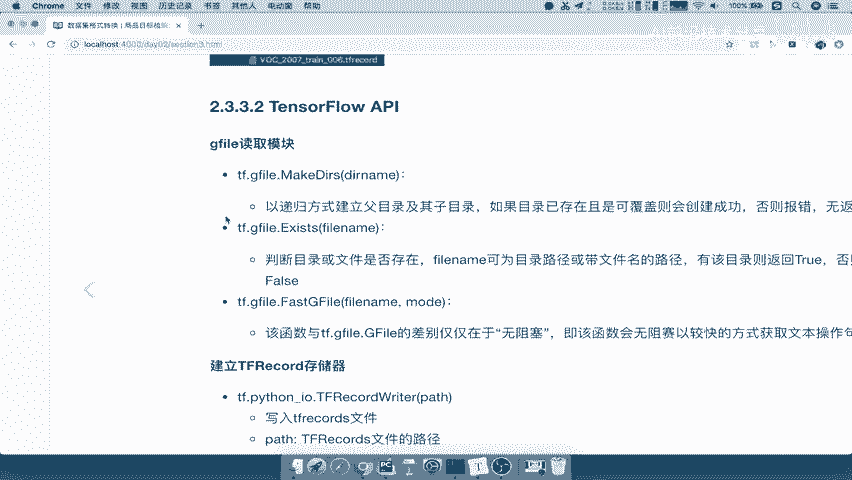 Chrome 文件 修改 视图 历史记录 书签 其他人 电动窗 帮助
100%
数据集格式转换 | 商品目标检测
localhost:4000/day02/section3.html
VOC_2007_train_006.tfrecord
2.3.3.2 TensorFlow API
gfile读取模块
tf.gfile.MakeDirs(dirname):
以递归方式建立父目录及其子目录，如果目录已存在且是可覆盖则会创建成功，否则报错，无返
tf.gfile.Exists(filename):
判断目录或文件是否存在，filename可为目录路径或带文件名的路径，有该目录则返回True，否则
False
tf.gfile.FastGFile(filename, mode):
该函数与tf.gfile.GFile的差别仅仅在于“无阻塞”，即该函数会无阻赛以较快的方式获取文本操作句
建立TFRecord存储器
tf.python_io.TFRecordWriter(path)
写入tfrecords文件
path: TFRecords文件的路径